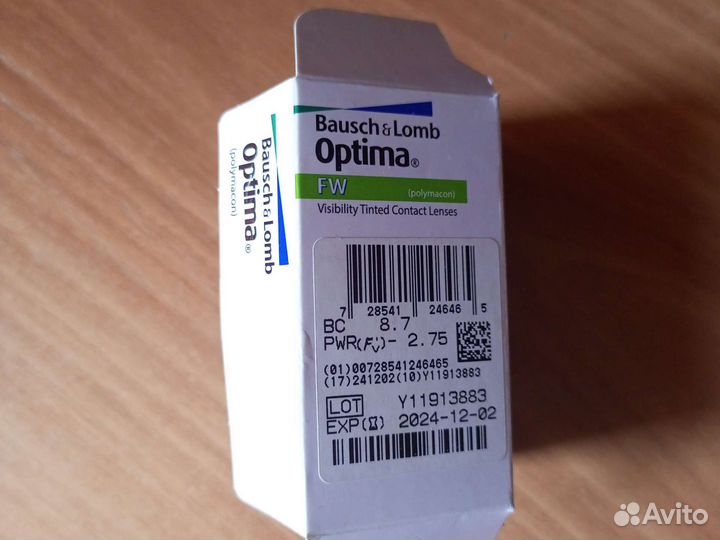 Bausch & Lomb
Optima®
(polymacon)
Bausch & Lomb
Optima®
FW (polymacon)
Visibility Tinted Contact Lenses
7 28541 24646 5
BC 8.7
PWR(F'v)- 2.75
(01)00728541246465
(17)241202(10)Y11913883
LOT Y11913883
EXP 2024-12-02
Avito